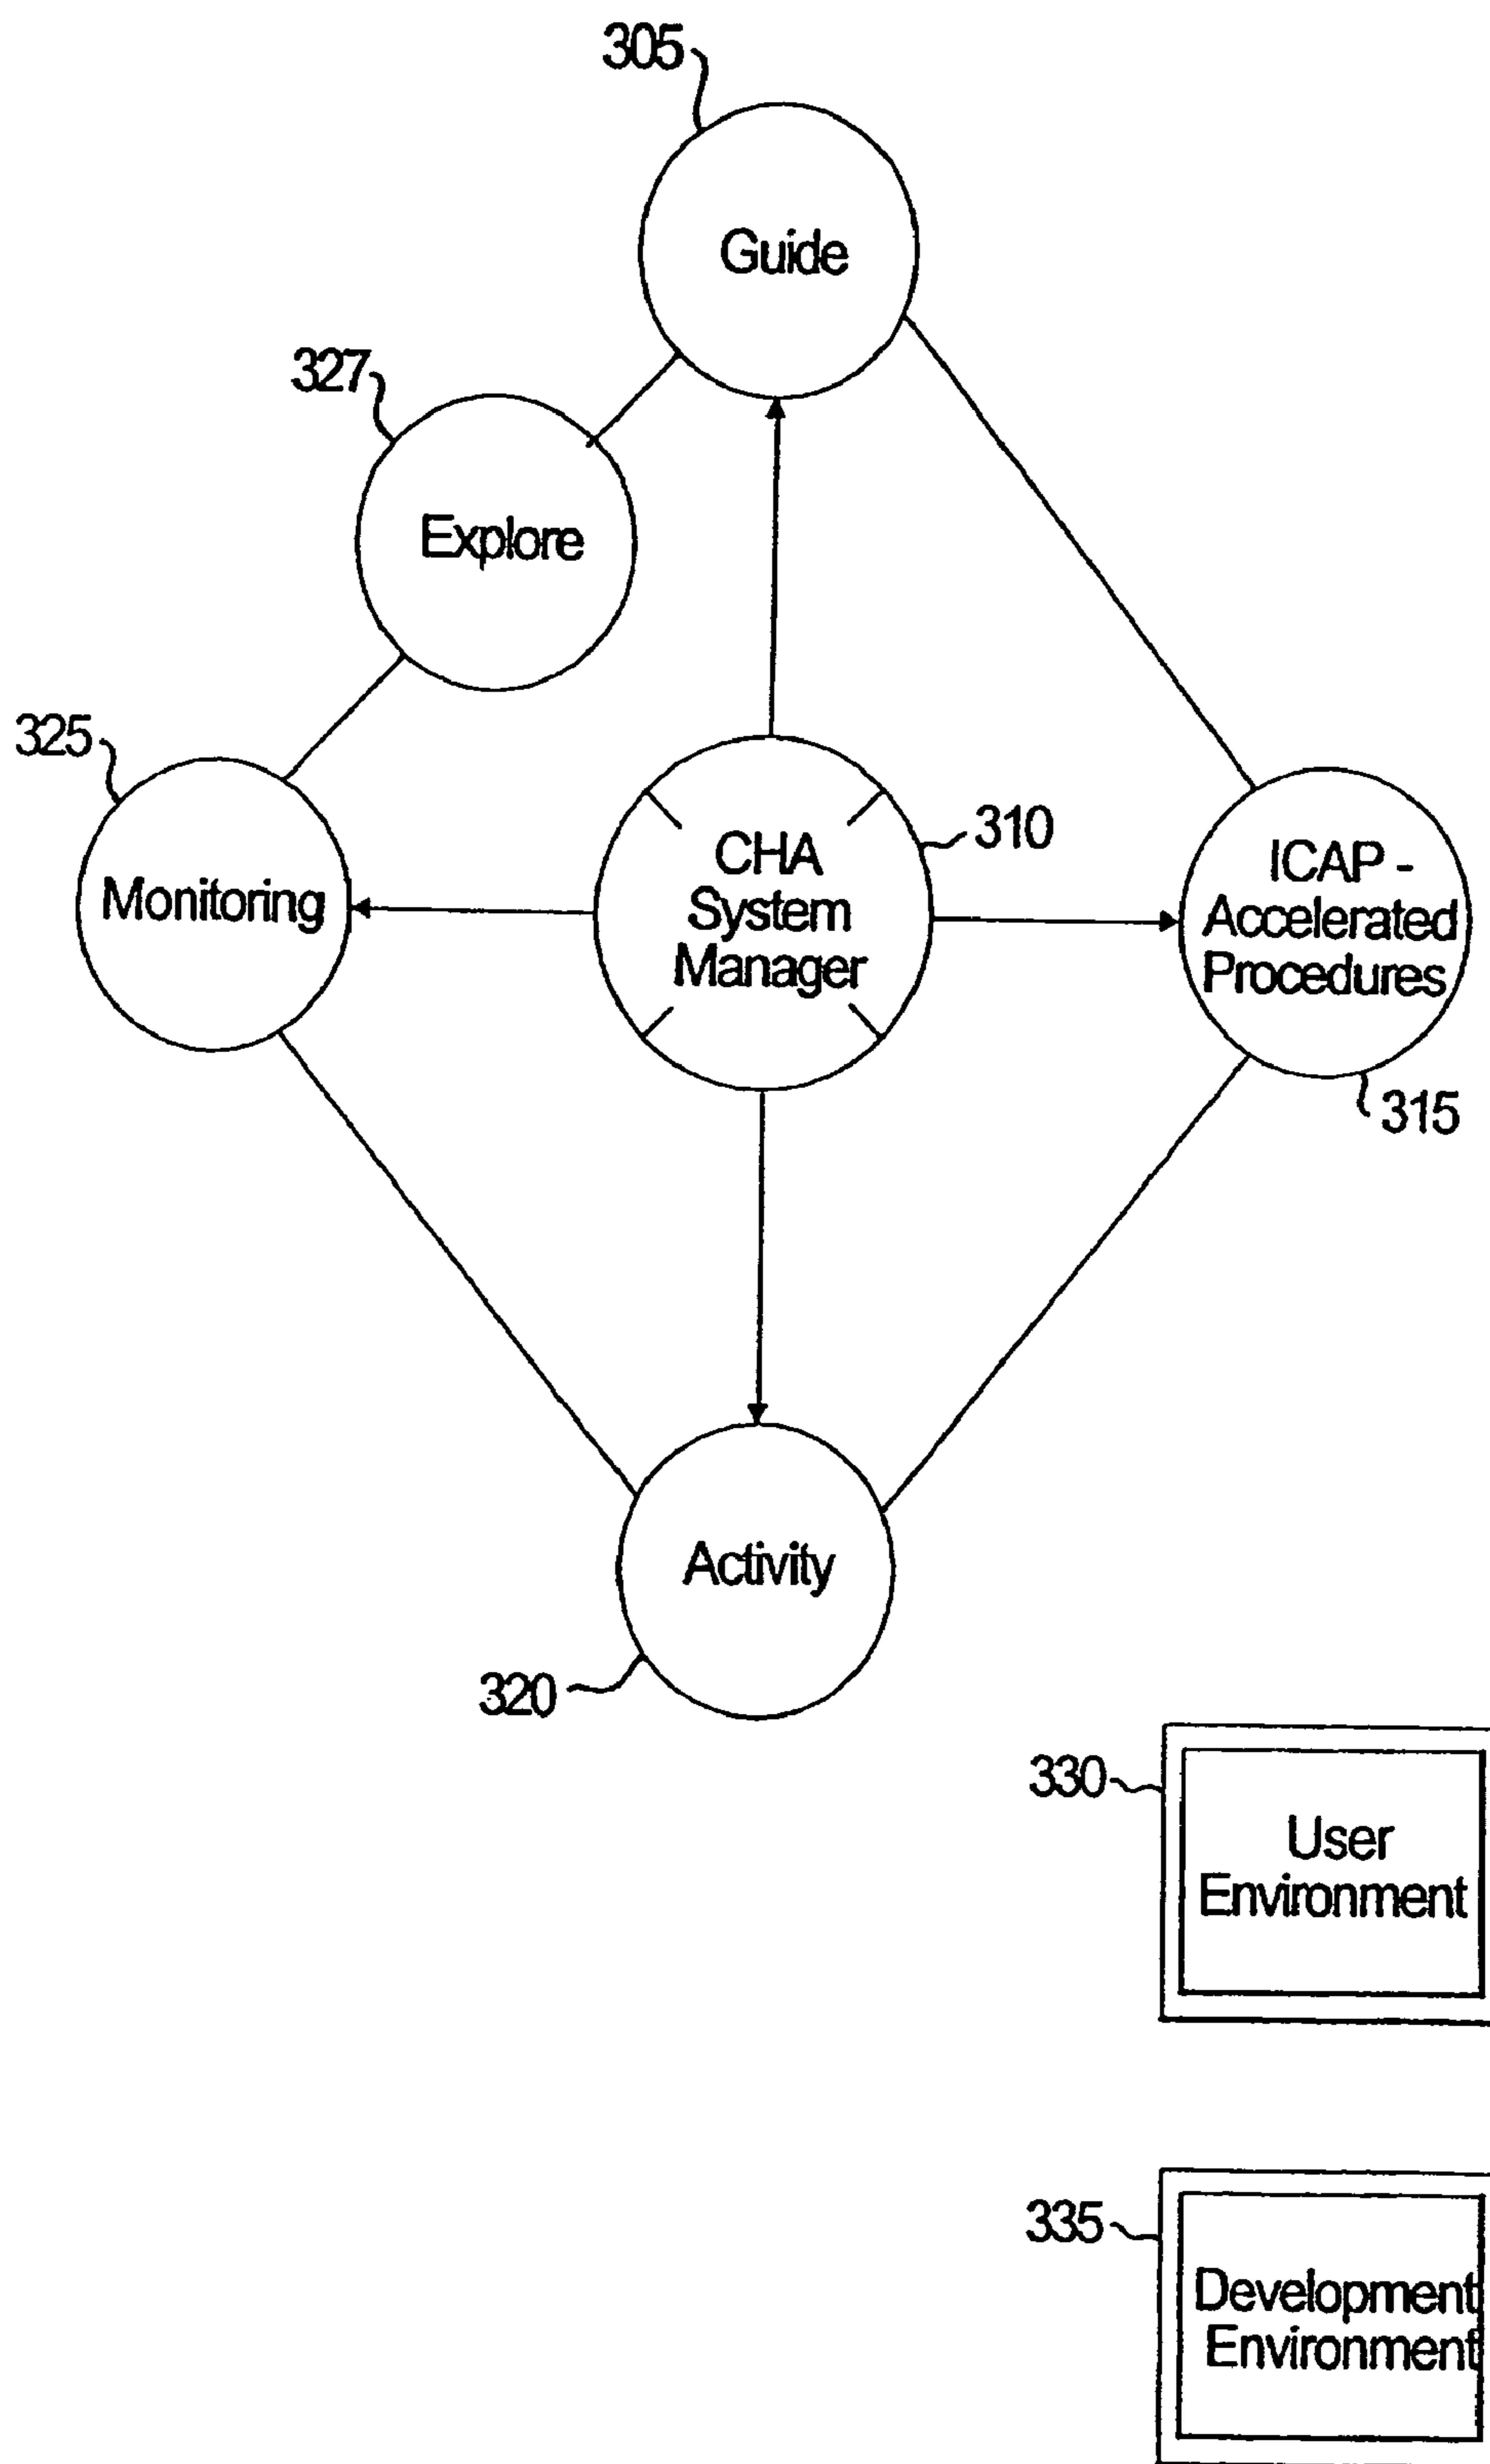 305
Guide
327
Explore
325
Monitoring
CHA
System
Manager
310
ICAP -
Accelerated
Procedures
315
Activity
320
330
User
Environment
335
Development
Environment